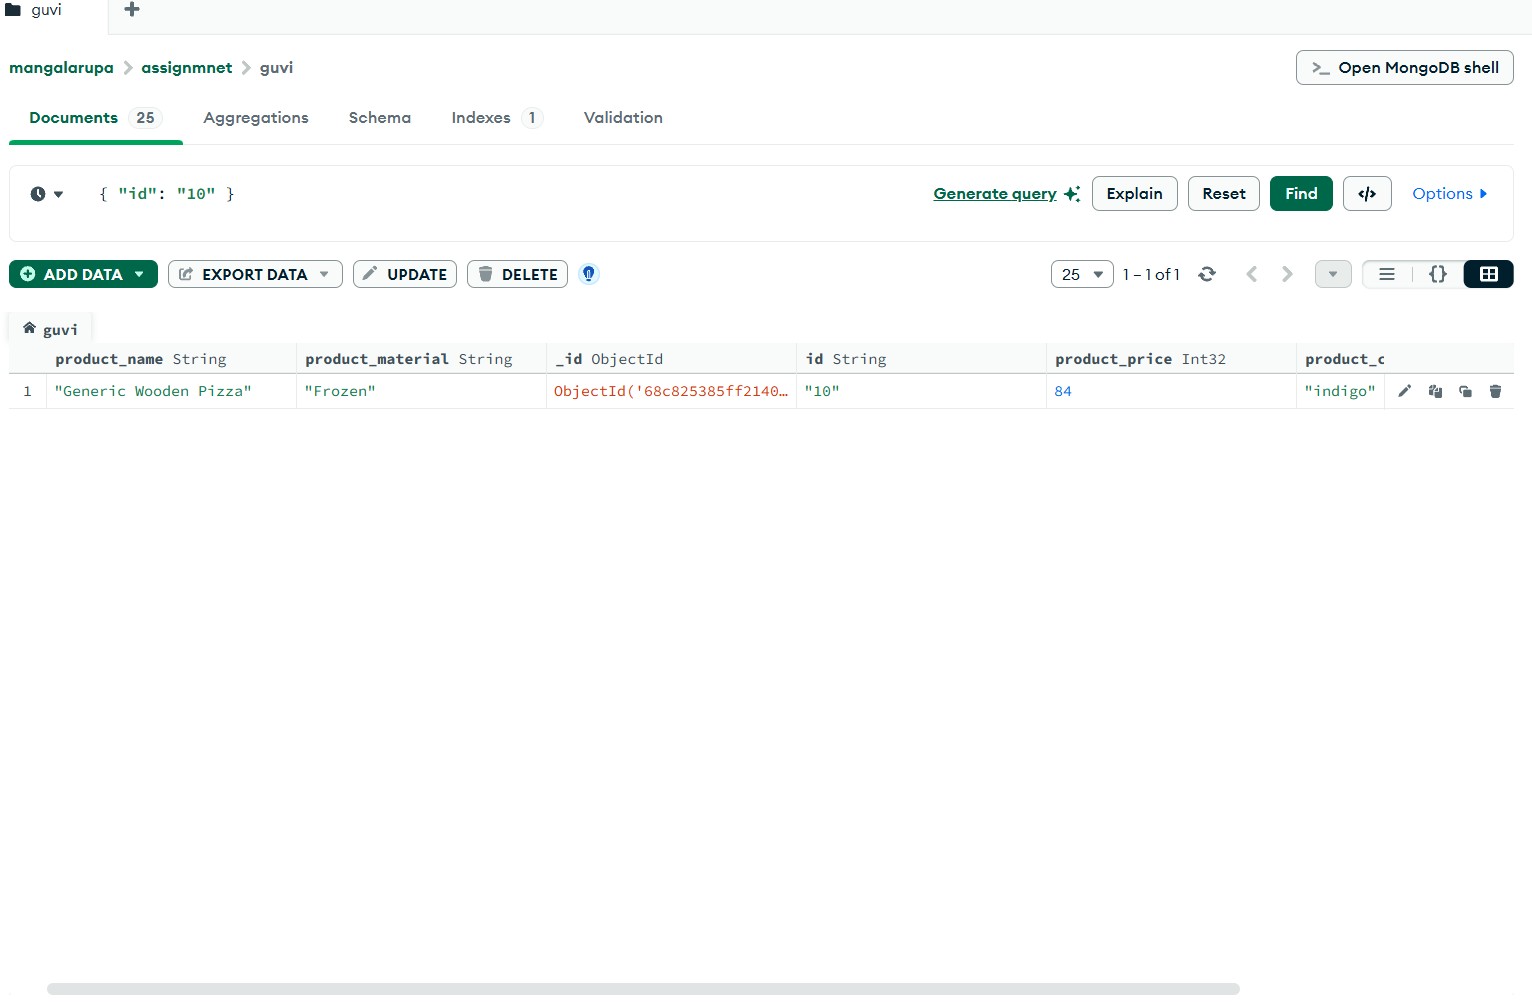 guvi
mangalarupa > assignmnet > guvi
>_ Open MongoDB shell
Documents 25 Aggregations Schema Indexes 1 Validation
{ "id": "10" }
Generate query Explain Reset Find </> Options
ADD DATA EXPORT DATA UPDATE DELETE 25 1 – 1 of 1 {}
guvi
product_name String product_material String _id ObjectId id String product_price Int32 product_c
1 "Generic Wooden Pizza" "Frozen" ObjectId('68c825385ff2140… "10" 84 "indigo"